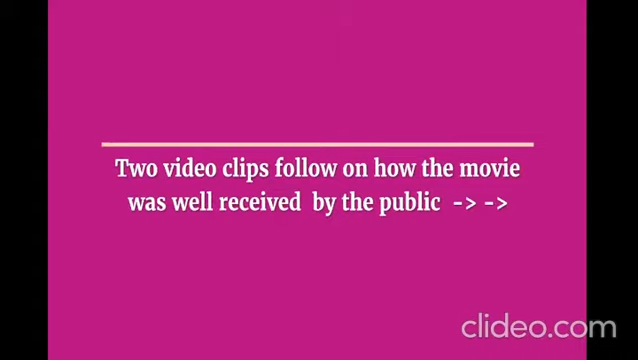 Two video clips follow on how the movie
was well received by the public -> ->
clideo.com